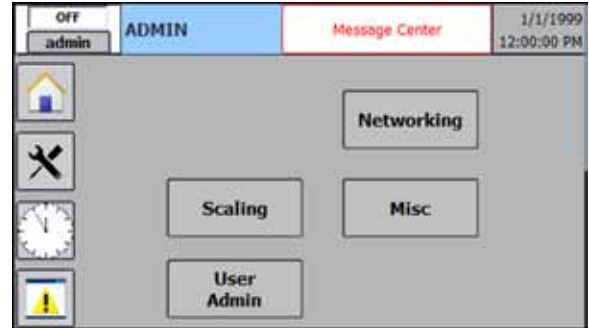 OFF
admin
ADMIN
Message Center
1/1/1999
12:00:00 PM
Networking
Scaling
Misc
User
Admin